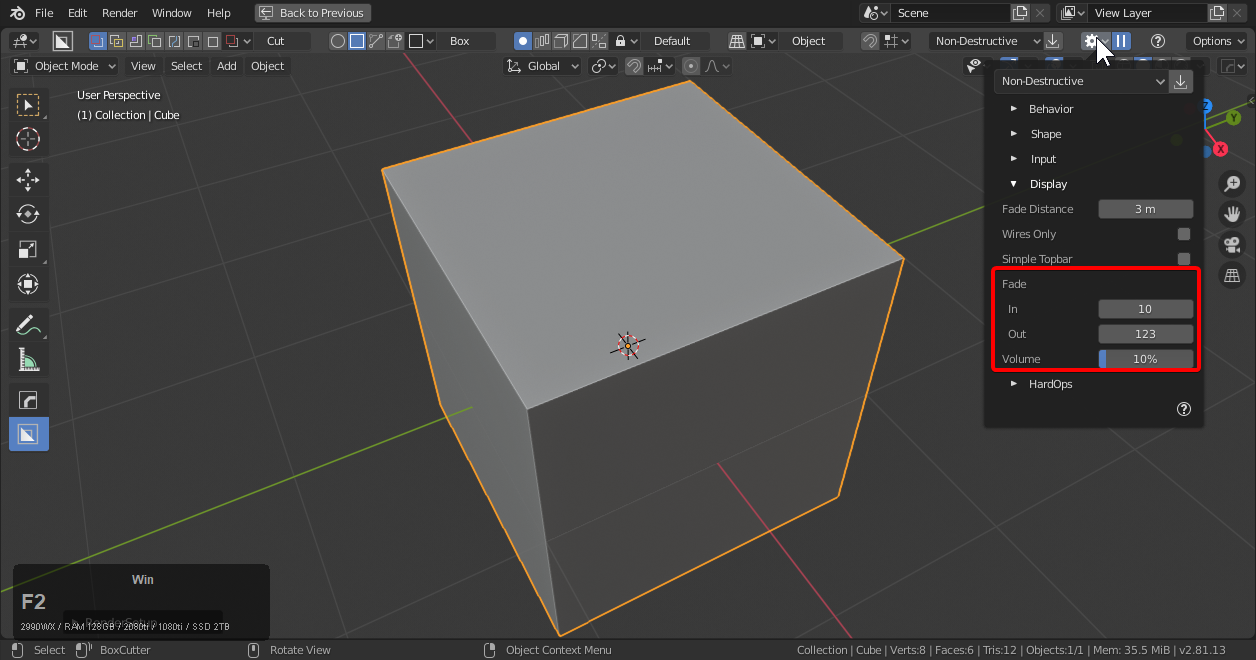 File Edit Render Window Help Back to Previous Scene View Layer
Cut Box Default Object Non-Destructive Options
Object Mode View Select Add Object Global
User Perspective
(1) Collection | Cube
Z
Y
X
Non-Destructive
Behavior
Shape
Input
Display
Fade Distance 3 m
Wires Only
Simple Topbar
Fade
In 10
Out 123
Volume 10%
HardOps
Win
F2
2990WX / RAM 128GB / 2080ti / 1080ti / SSD 2TB
Select BoxCutter Rotate View Object Context Menu Collection | Cube | Verts:8 | Faces:6 | Tris:12 | Objects:1/1 | Mem: 35.5 MiB | v2.81.13